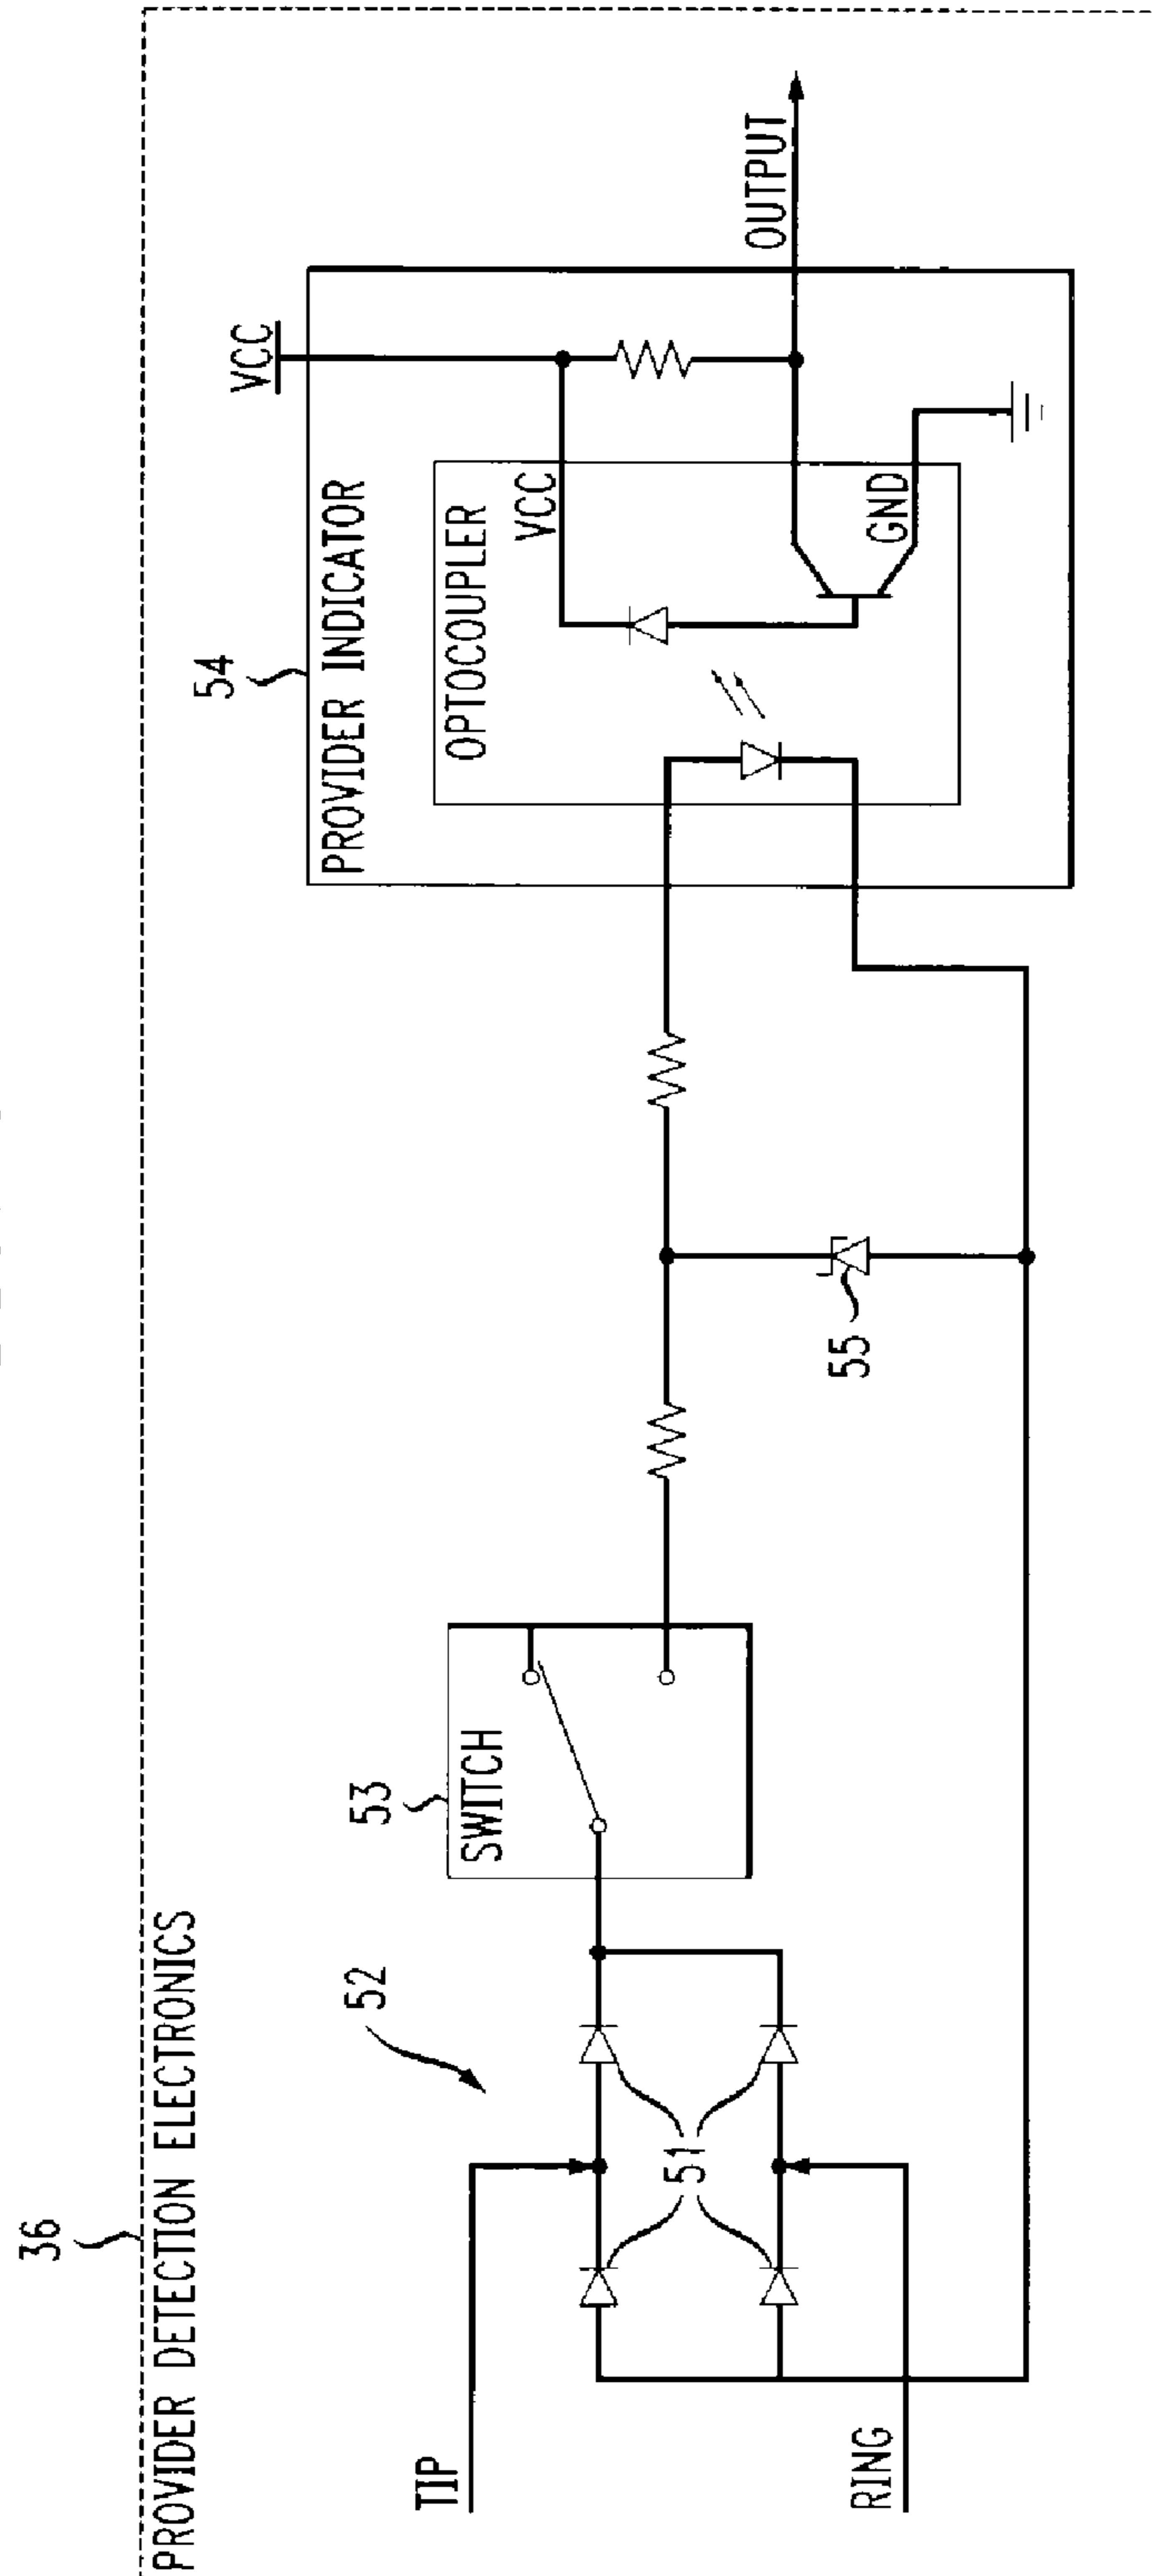 36
PROVIDER DETECTION ELECTRONICS
TIP
RING
51
52
53
SWITCH
55
54
PROVIDER INDICATOR
OPTOCOUPLER
VCC
GND
VCC
OUTPUT